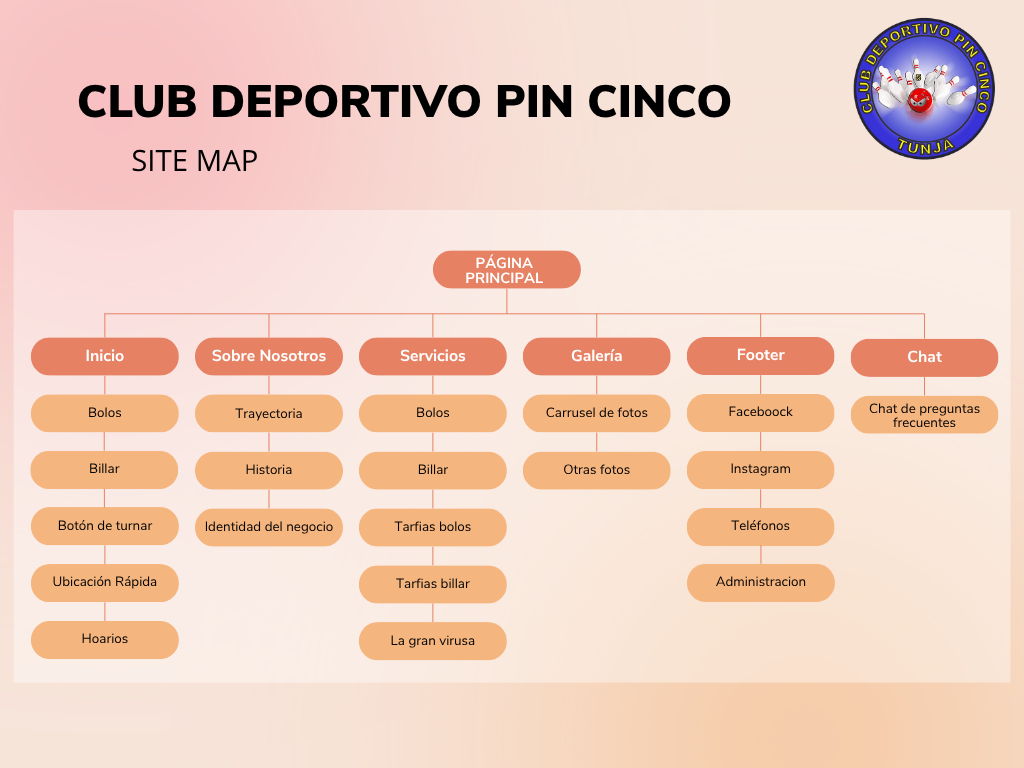 CLUB DEPORTIVO PIN CINCO
TUNJA
CLUB DEPORTIVO PIN CINCO
SITE MAP
PÁGINA
PRINCIPAL
Inicio
Bolos
Billar
Botón de turnar
Ubicación Rápida
Hoarios
Sobre Nosotros
Trayectoria
Historia
Identidad del negocio
Servicios
Bolos
Billar
Tarfias bolos
Tarfias billar
La gran virusa
Galería
Carrusel de fotos
Otras fotos
Footer
Faceboock
Instagram
Teléfonos
Administracion
Chat
Chat de preguntas
frecuentes